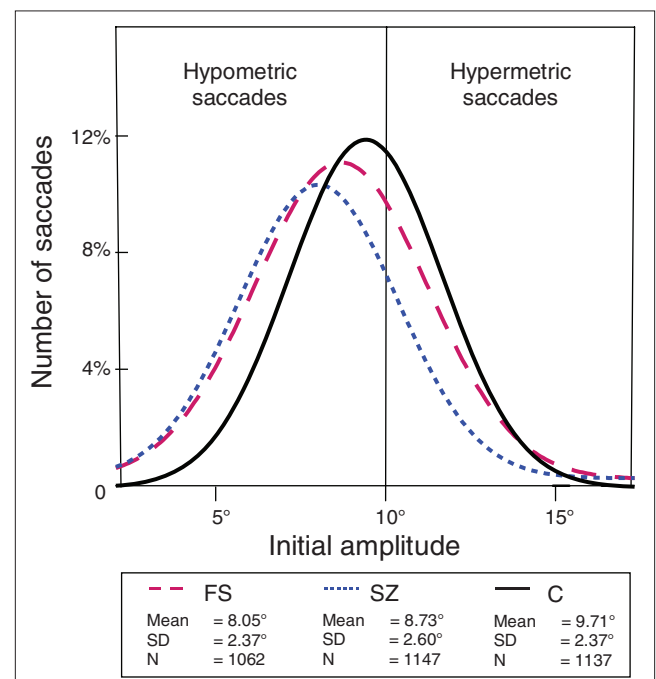 Hypometric
saccades
Hypermetric
saccades
Number of saccades
12%
8%
4%
0
5°
10°
15°
Initial amplitude
FS SZ C
Mean = 8.05° Mean = 8.73° Mean = 9.71°
SD = 2.37° SD = 2.60° SD = 2.37°
N = 1062 N = 1147 N = 1137